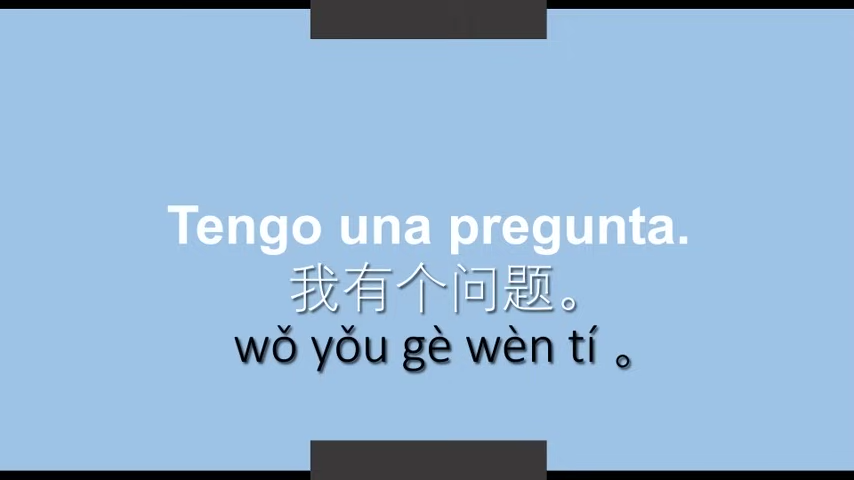 Tengo una pregunta.
我有个问题。
wǒ yǒu gè wèn tí 。